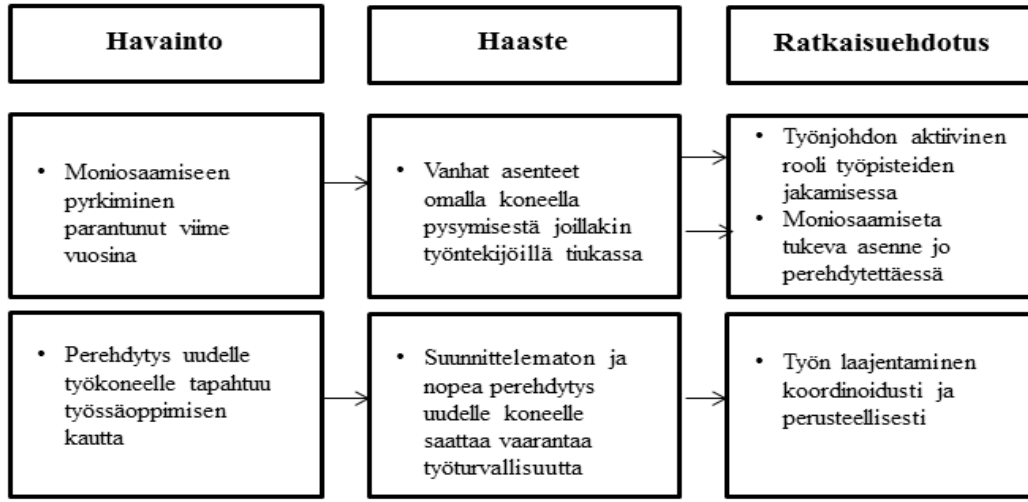 Havainto
Haaste
Ratkaisuehdotus
• Moniosaamiseen
pyrkiminen
parantunut viime
vuosina
• Vanhat asenteet
omalla koneella
pysymisestä joillakin
työntekijöillä tiukassa
• Työnjohdon aktiivinen
rooli työpisteiden
jakamisessa
• Moniosaamiseta
tukeva asenne jo
perehdytettäessä
• Perehdytys uudelle
työkoneelle tapahtuu
työssäoppimisen
kautta
• Suunnittelematon ja
nopea perehdytys
uudelle koneelle
saattaa vaarantaa
työturvallisuutta
• Työn laajentaminen
koordinoidusti ja
perusteellisesti